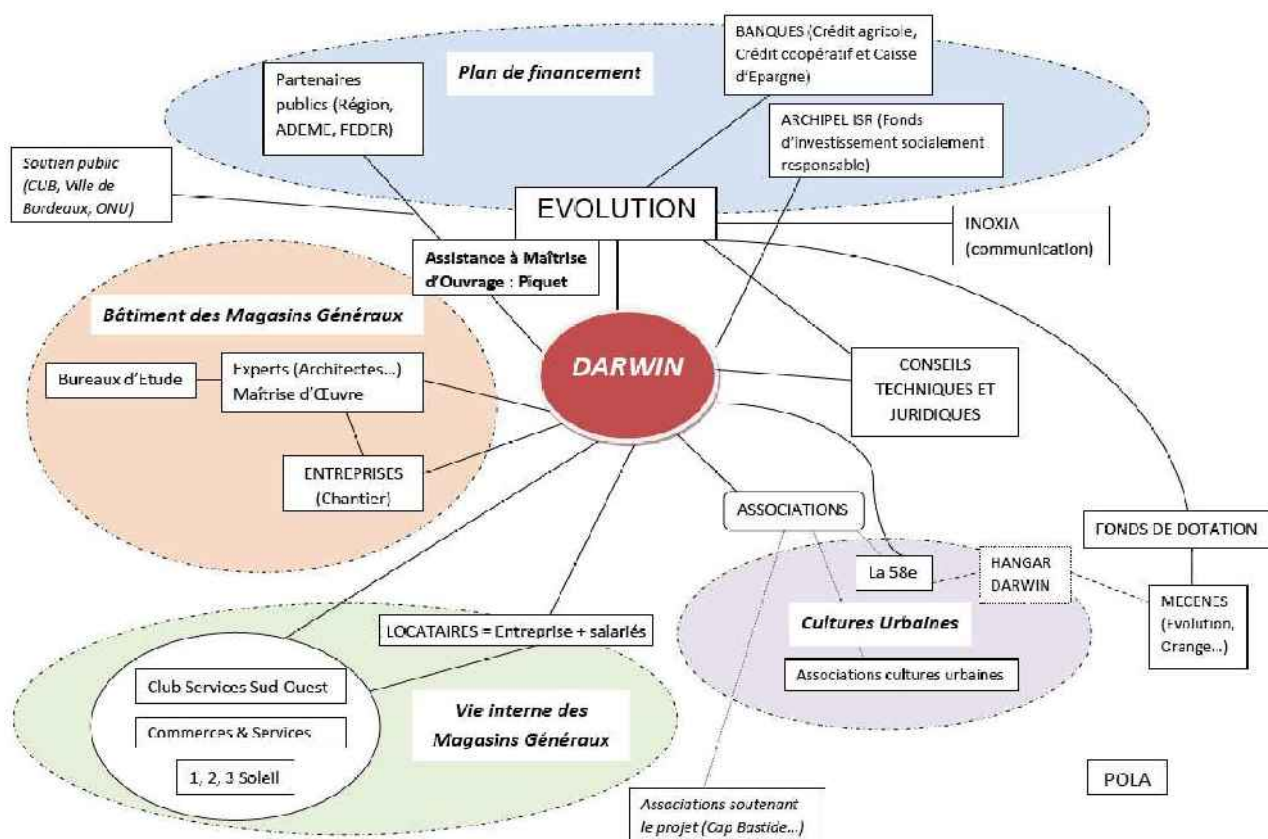 BANQUES (Crédit agricole,
Crédit coopératif et Caisse
d'Epargne)
Plan de financement
Partenaires
publics (Région,
ADEME, FEDER)
ARCHIPEL ISR (Fonds
d'investissement socialement
responsable)
Soutien public
(CUB, Ville de
Bordeaux, ONU)
EVOLUTION
INOXIA
(communication)
Assistance à Maîtrise
d'Ouvrage : Piquet
Bâtiment des Magasins Généraux
DARWIN
Bureaux d'Etude
Experts (Architectes...)
Maîtrise d'Œuvre
CONSEILS
TECHNIQUES ET
JURIDIQUES
ENTREPRISES
(Chantier)
ASSOCIATIONS
FONDS DE DOTATION
La 58e
HANGAR
DARWIN
MECENES
(Evolution,
Orange...)
LOCATAIRES = Entreprise + salariés
Cultures Urbaines
Associations cultures urbaines
Club Services Sud-Ouest
Commerces & Services
1, 2, 3 Soleil
Vie interne des
Magasins Généraux
POLA
Associations soutenant
le projet (Cap Bastide...)